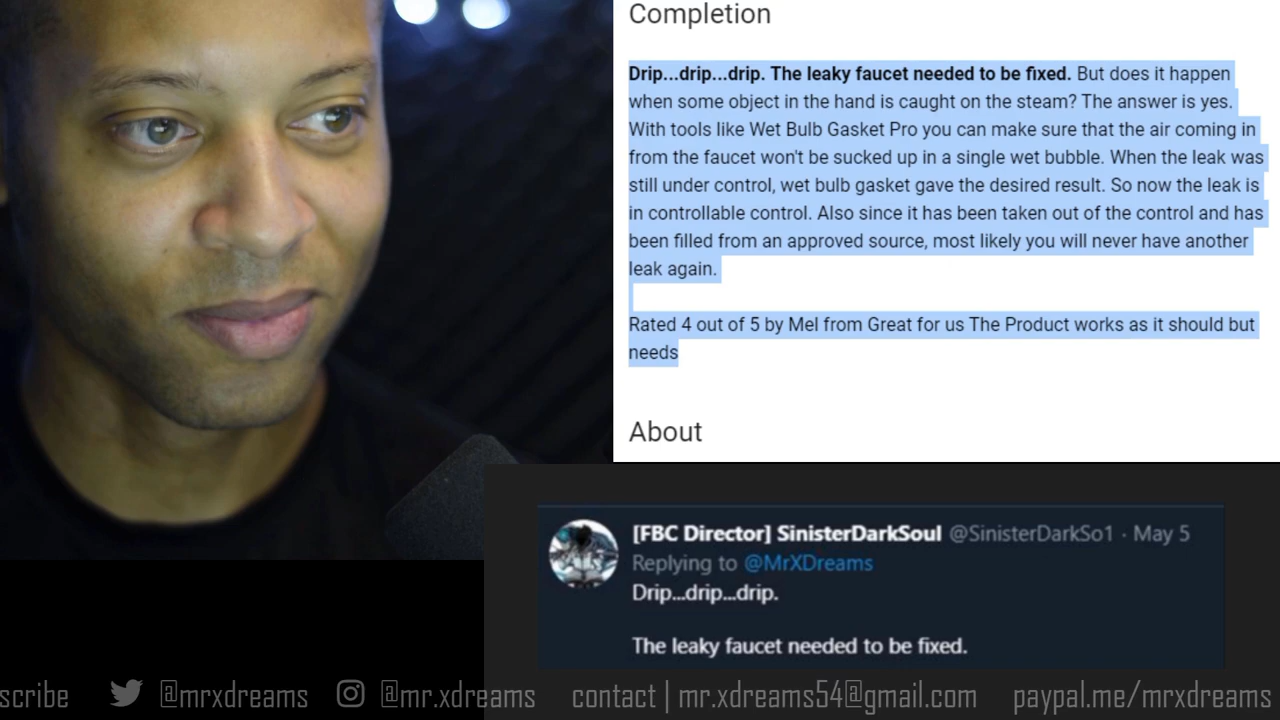 Completion
Drip...drip...drip. The leaky faucet needed to be fixed. But does it happen
when some object in the hand is caught on the steam? The answer is yes.
With tools like Wet Bulb Gasket Pro you can make sure that the air coming in
from the faucet won't be sucked up in a single wet bubble. When the leak was
still under control, wet bulb gasket gave the desired result. So now the leak is
in controllable control. Also since it has been taken out of the control and has
been filled from an approved source, most likely you will never have another
leak again.
Rated 4 out of 5 by Mel from Great for us The Product works as it should but
needs
About
[FBC Director] SinisterDarkSoul @SinisterDarkSo1 · May 5
Replying to @MrXDreams
Drip...drip...drip.
The leaky faucet needed to be fixed.
scribe @mrxdreams @mr.xdreams contact | mr.xdreams54@gmail.com paypal.me/mrxdreams